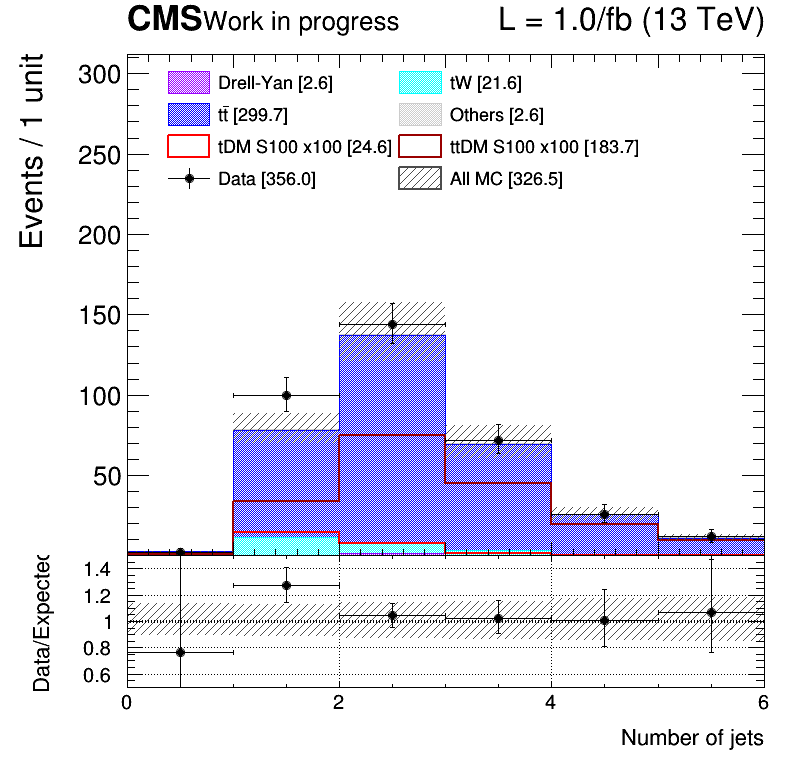 CMS Work in progress L = 1.0/fb (13 TeV)
Events / 1 unit
300
250
200
150
100
50
Drell-Yan [2.6] tW [21.6]
tt̄ [299.7] Others [2.6]
tDM S100 x100 [24.6] ttDM S100 x100 [183.7]
Data [356.0] All MC [326.5]
Data/Expected
1.4
1.2
1
0.8
0.6
0 2 4 6
Number of jets